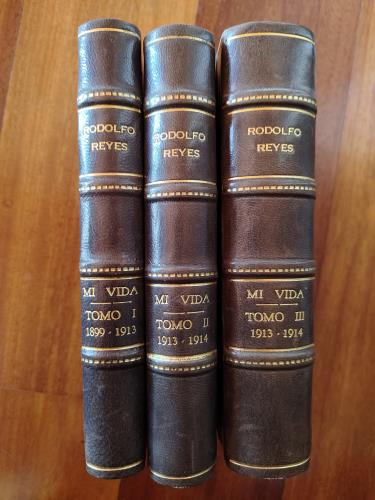 RODOLFO
REYES
MI VIDA
TOMO I
1899 - 1913
RODOLFO
REYES
MI VIDA
TOMO II
1913 - 1914
RODOLFO
REYES
MI VIDA
TOMO III
1913 - 1914